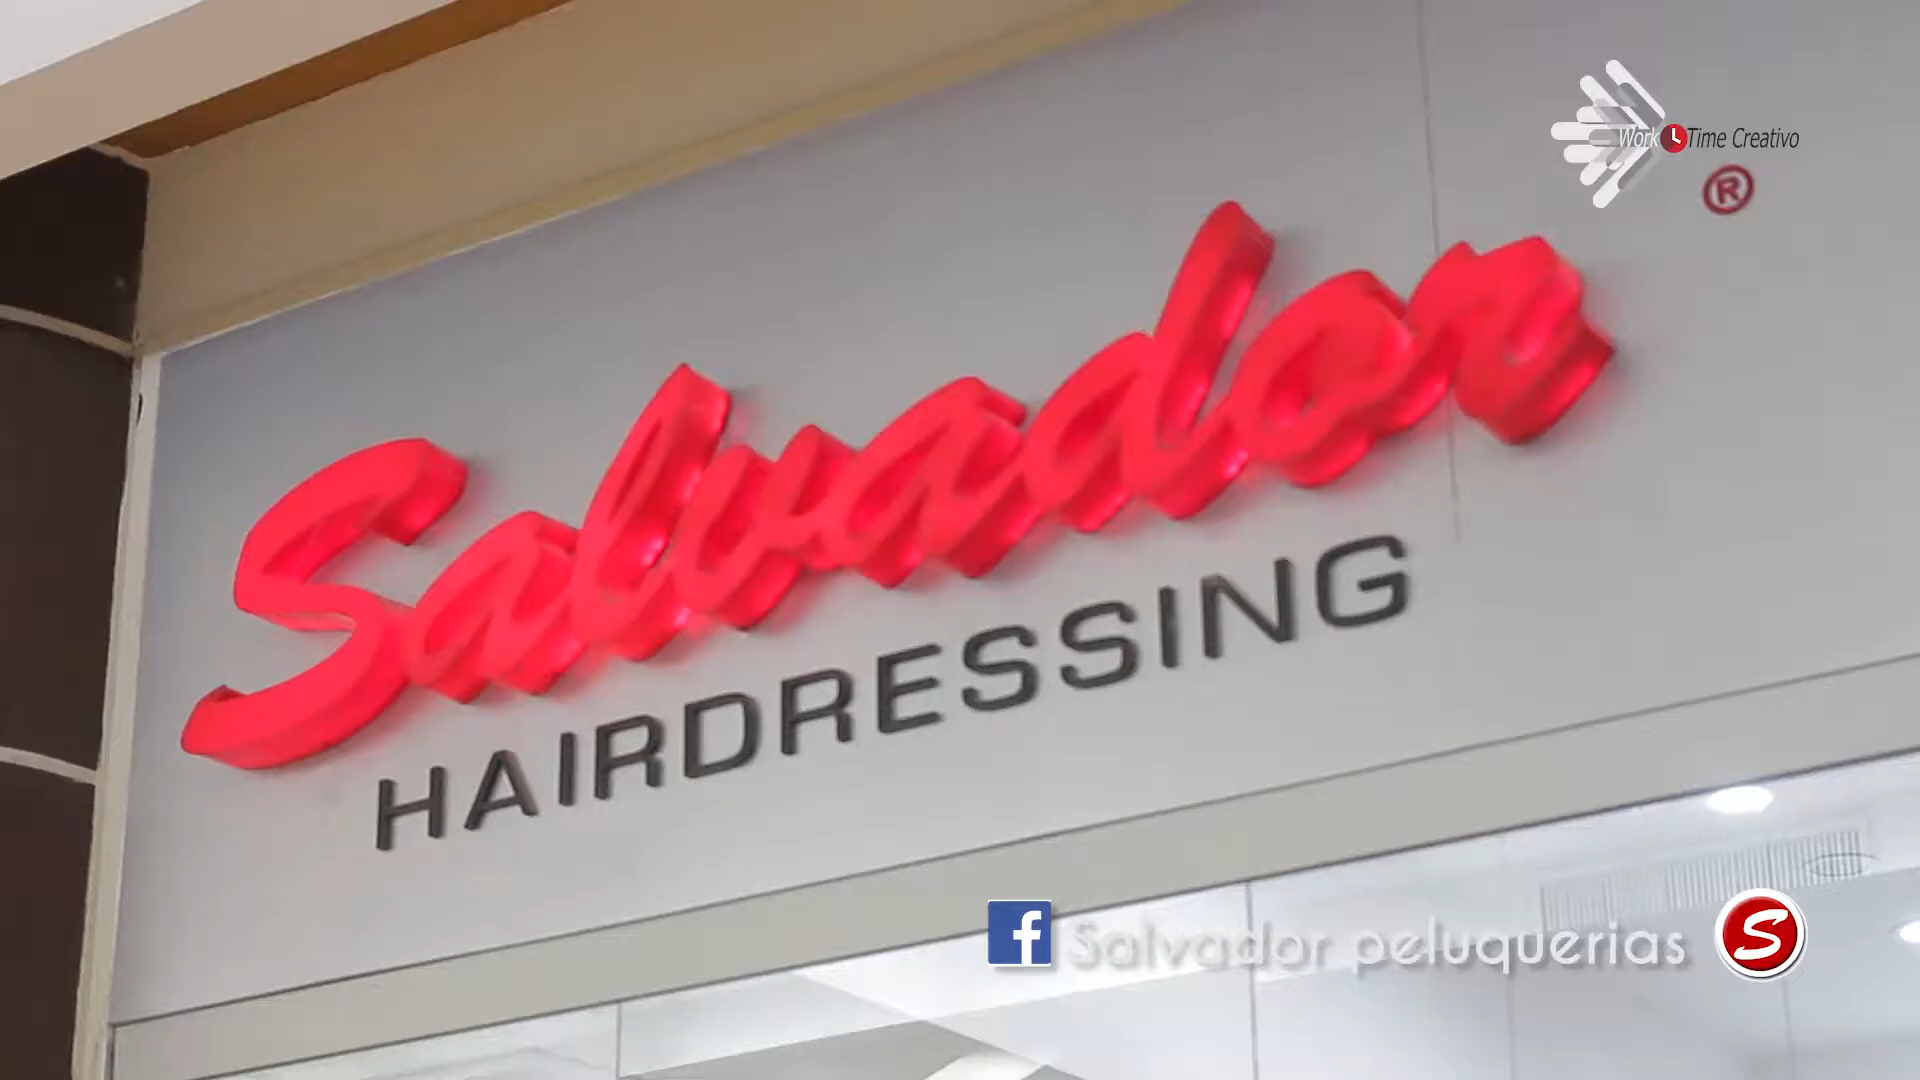 Work Time Creativo
®
Salvador
HAIRDRESSING
f Salvador peluquerias
S